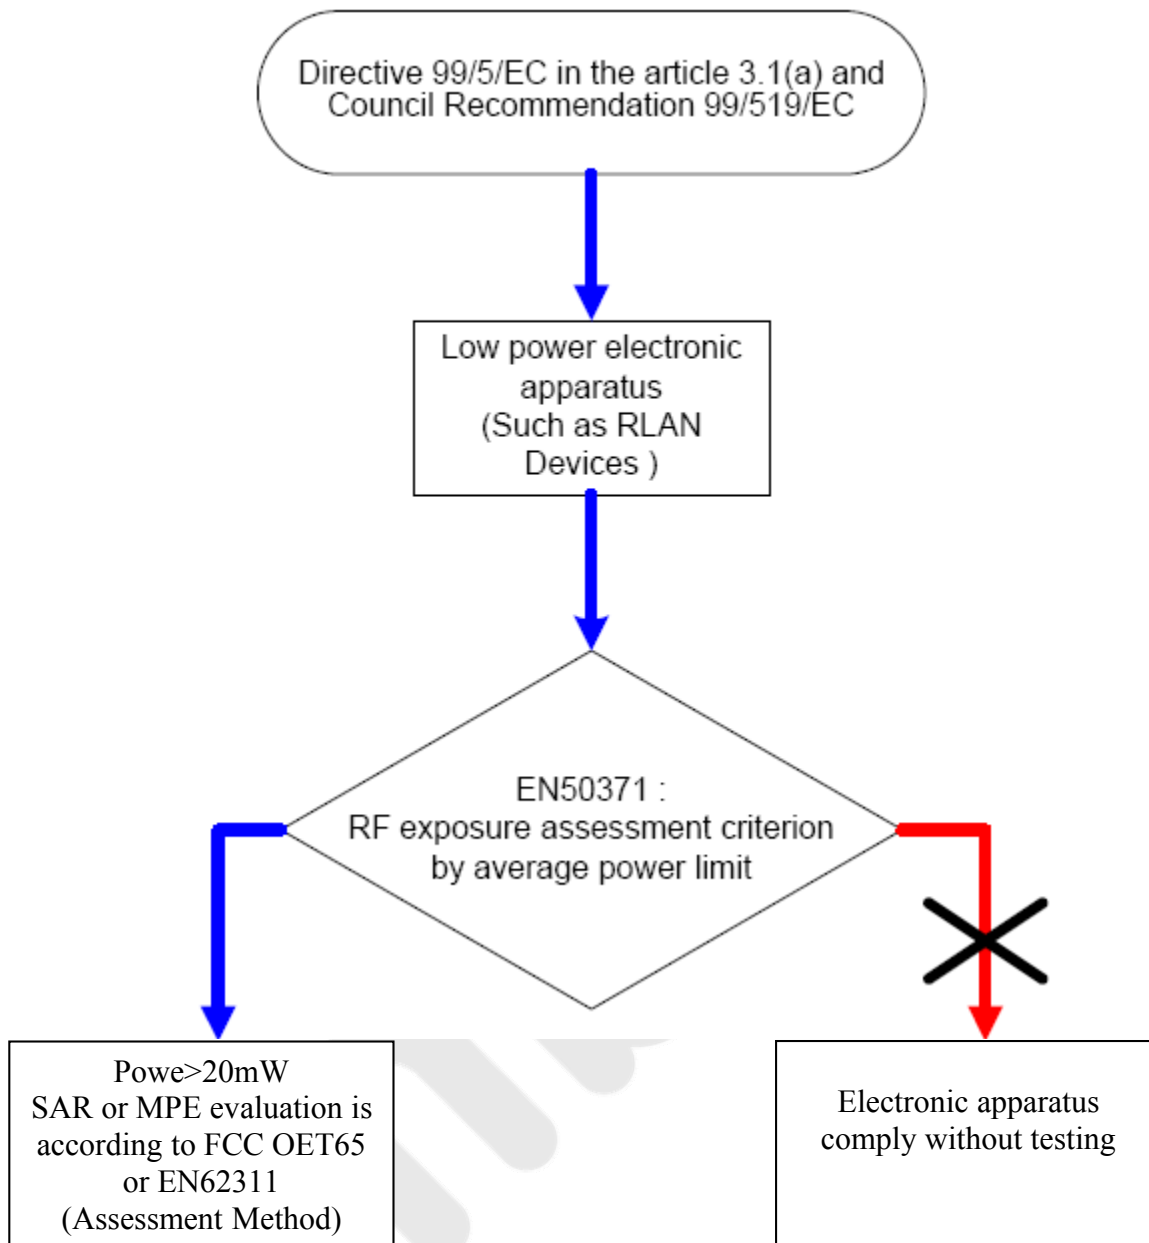 Directive 99/5/EC in the article 3.1(a) and
Council Recommendation 99/519/EC
Low power electronic
apparatus
(Such as RLAN
Devices )
EN50371 :
RF exposure assessment criterion
by average power limit
Powe>20mW
SAR or MPE evaluation is
according to FCC OET65
or EN62311
(Assessment Method)
Electronic apparatus
comply without testing